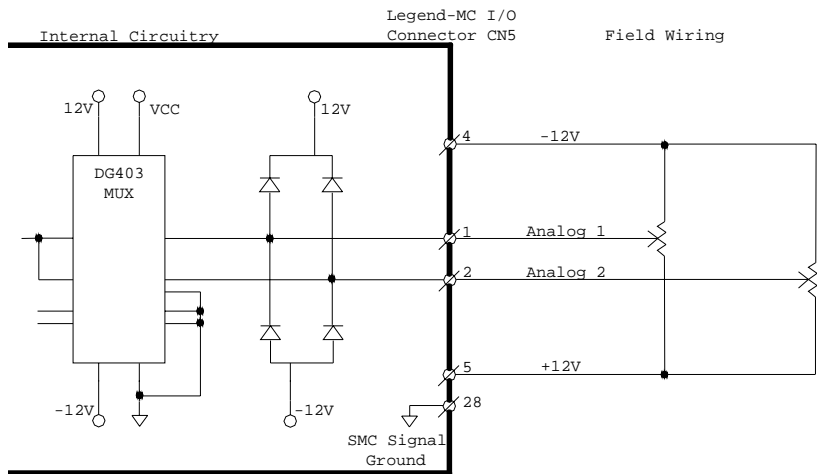 Legend-MC I/O
Internal Circuitry Connector CN5 Field Wiring
12V VCC 12V
4 -12V
DG403
MUX
1 Analog 1
2 Analog 2
5 +12V
-12V -12V 28
SMC Signal
Ground